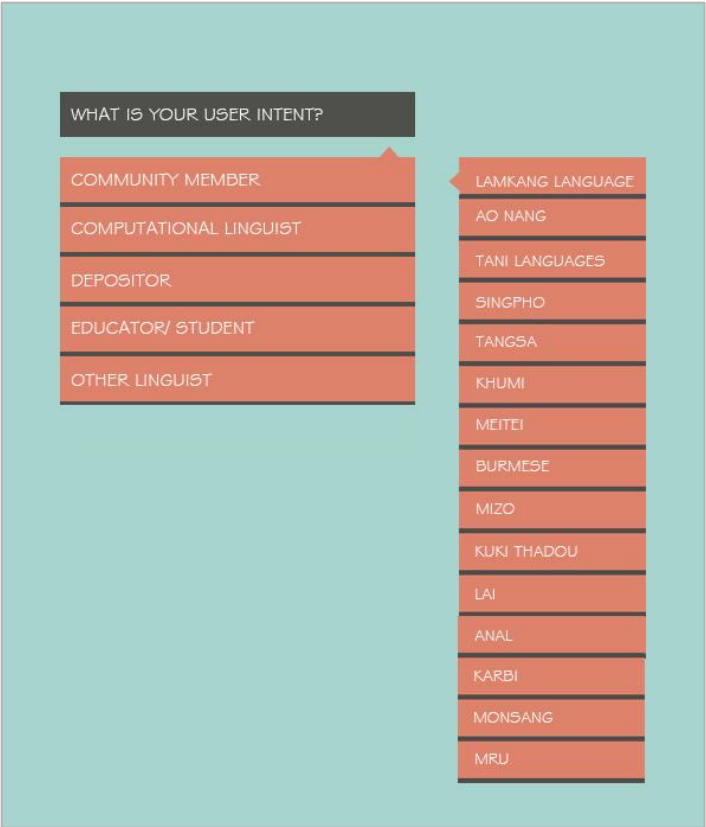 WHAT IS YOUR USER INTENT?
COMMUNITY MEMBER
COMPUTATIONAL LINGUIST
DEPOSITOR
EDUCATOR/ STUDENT
OTHER LINGUIST
LAMKANG LANGUAGE
AO NANG
TANI LANGUAGES
SINGPHO
TANGSA
KHUMI
MEITEI
BURMESE
MIZO
KUKI THADOU
LAI
ANAL
KARBI
MONSANG
MRU